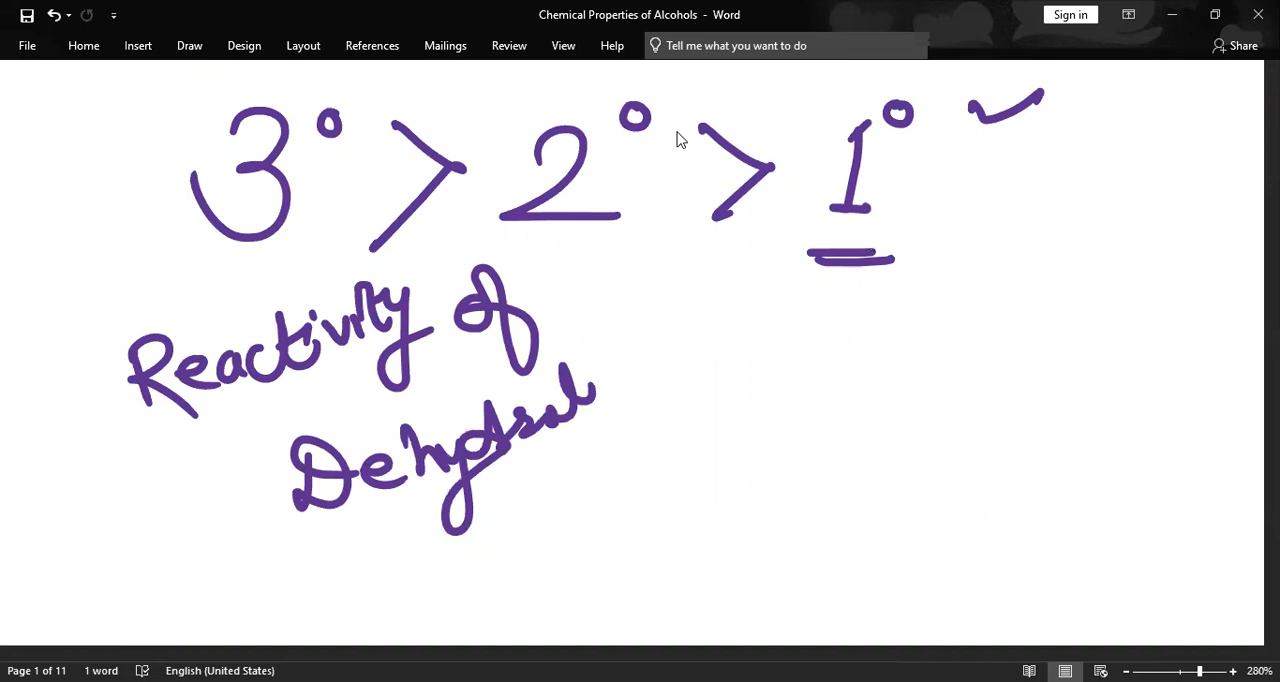 Chemical Properties of Alcohols - Word
Sign in
File Home Insert Draw Design Layout References Mailings Review View Help Tell me what you want to do Share
3° > 2° > 1°
Reactivity of
Dehydrat
Page 1 of 11 1 word English (United States) 280%